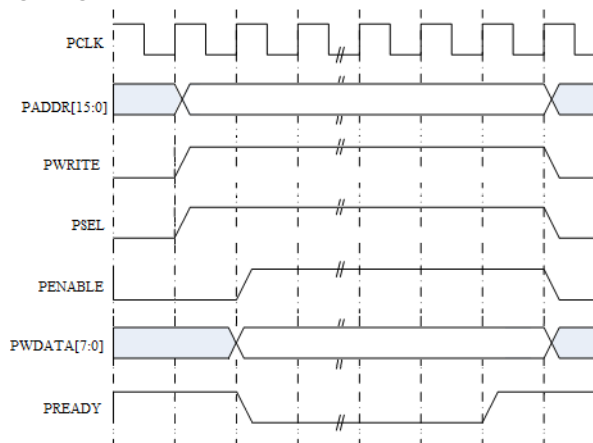 PCLK
PADDR[15:0]
PWRITE
PSEL
PENABLE
PWDATA[7:0]
PREADY